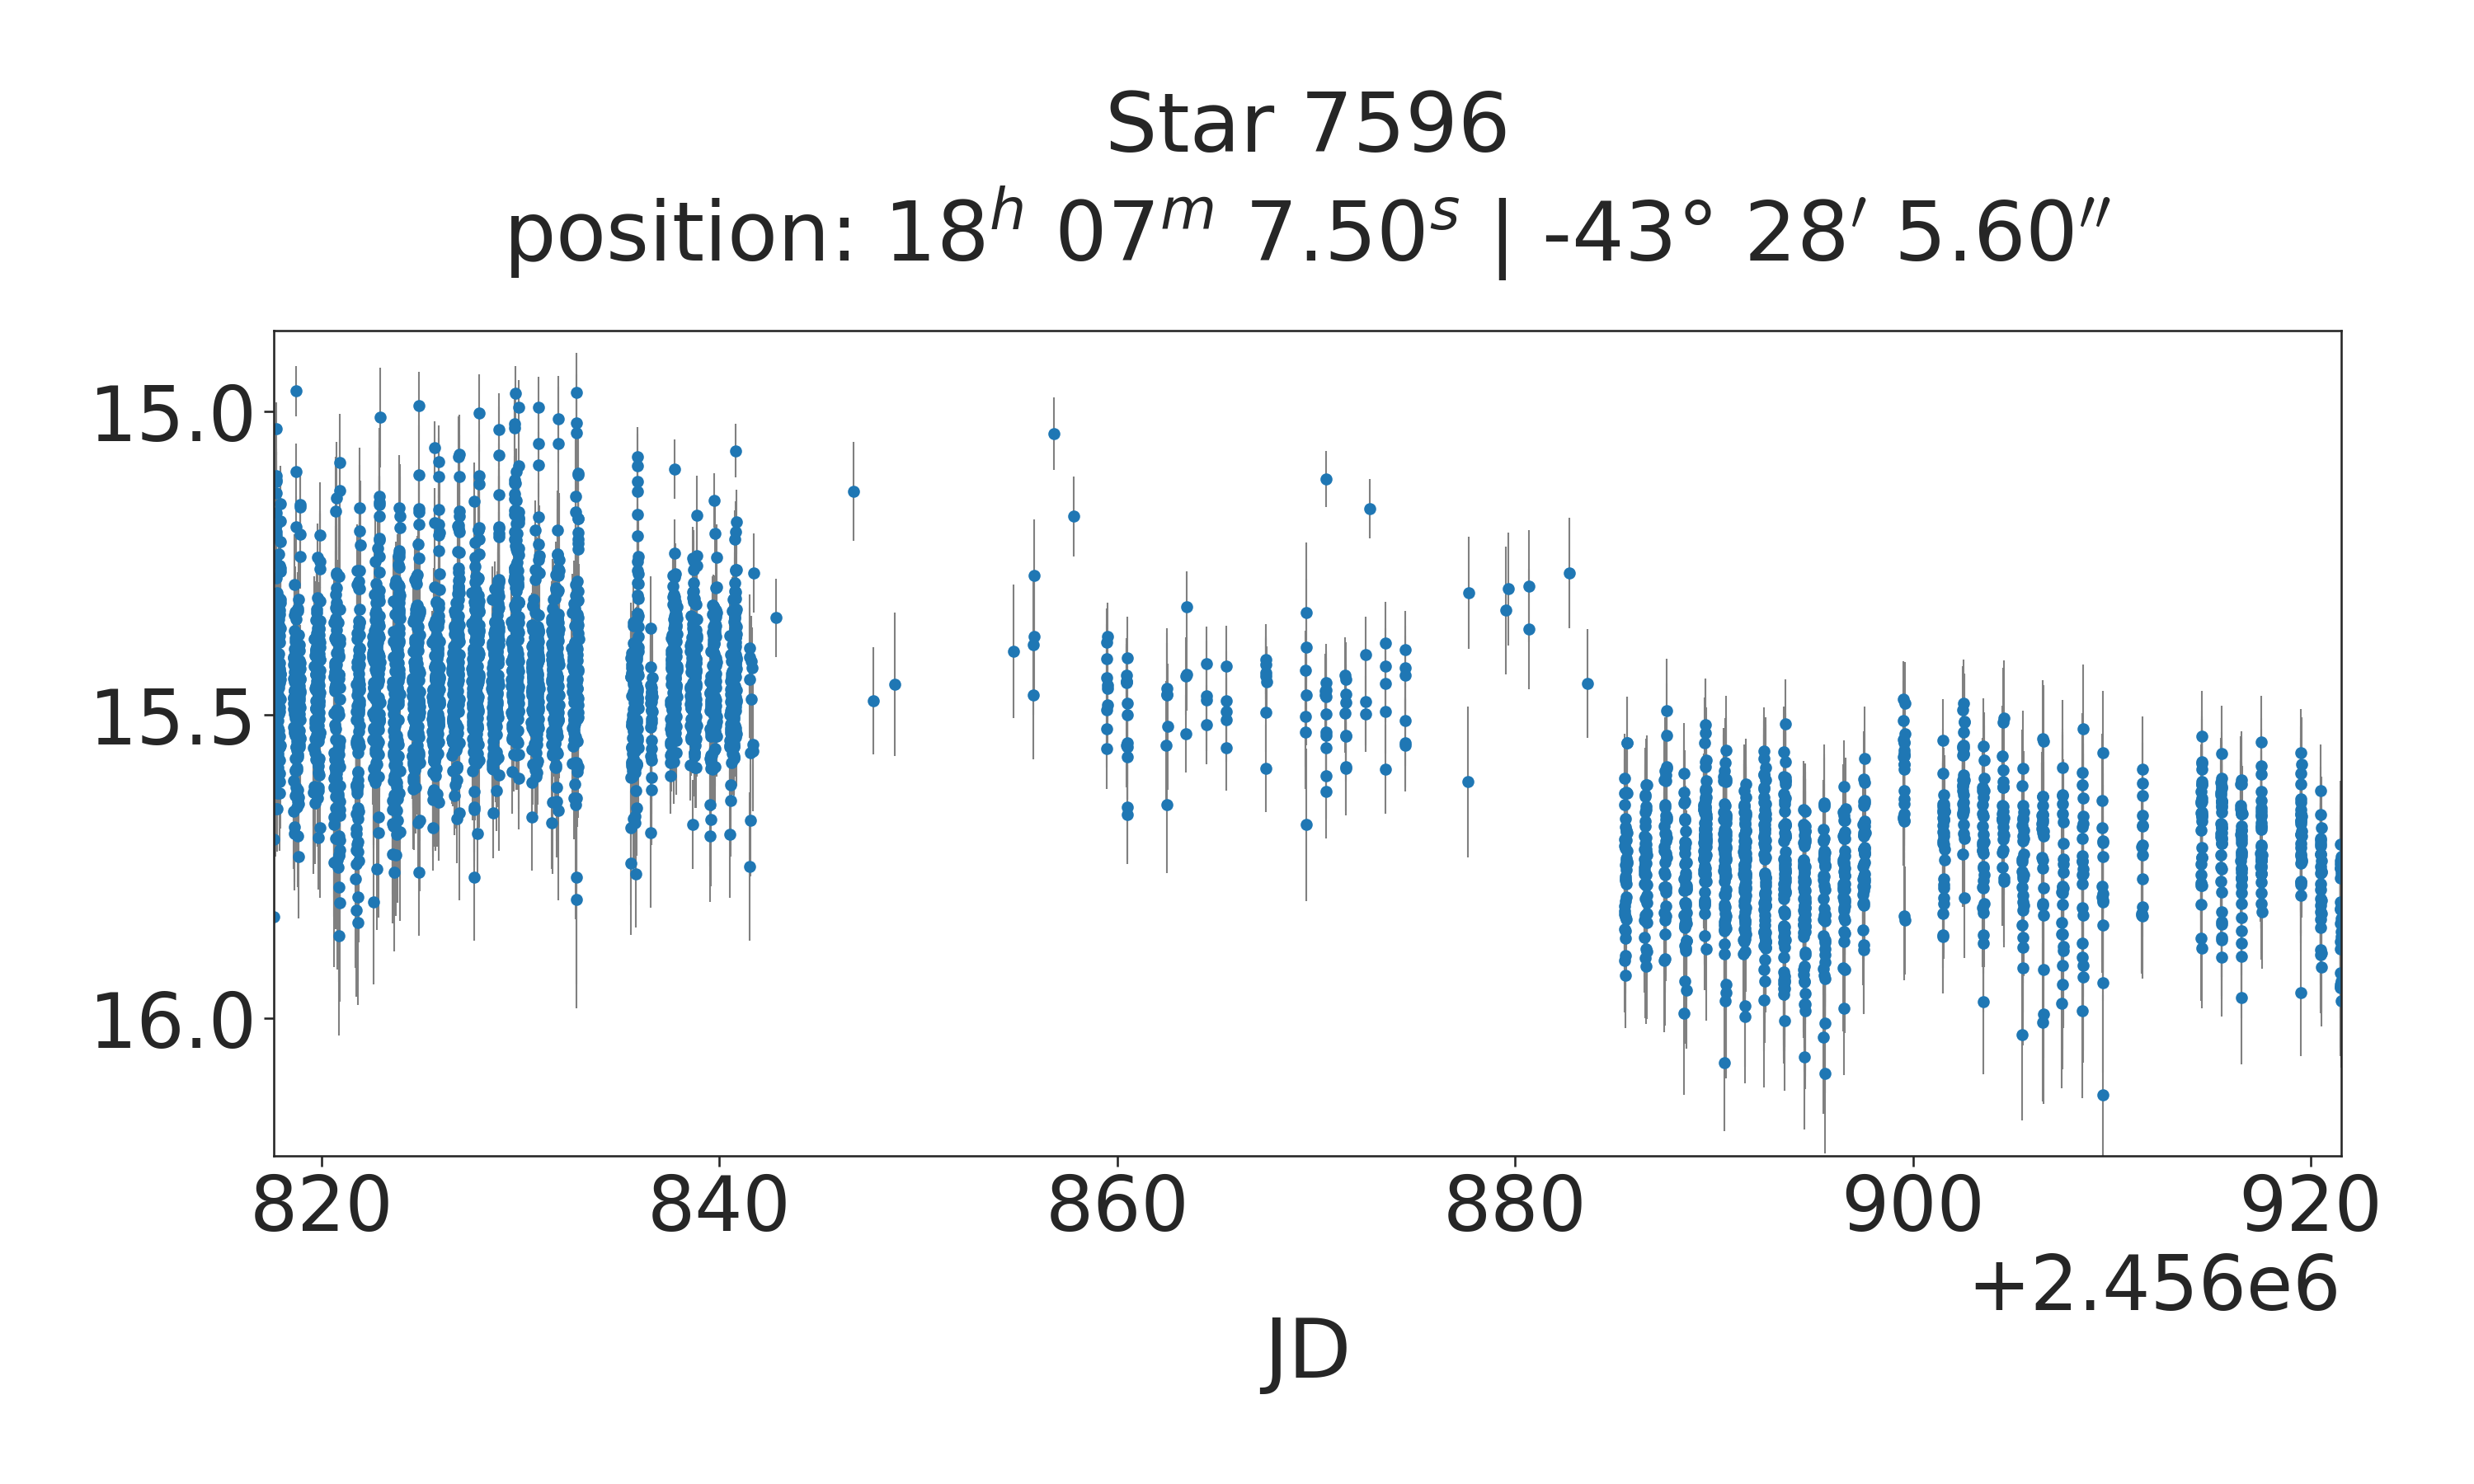 Star 7596
position: 18ʰ 07ᵐ 7.50ˢ | -43° 28′ 5.60″
15.0
15.5
16.0
820 840 860 880 900 920
+2.456e6
JD